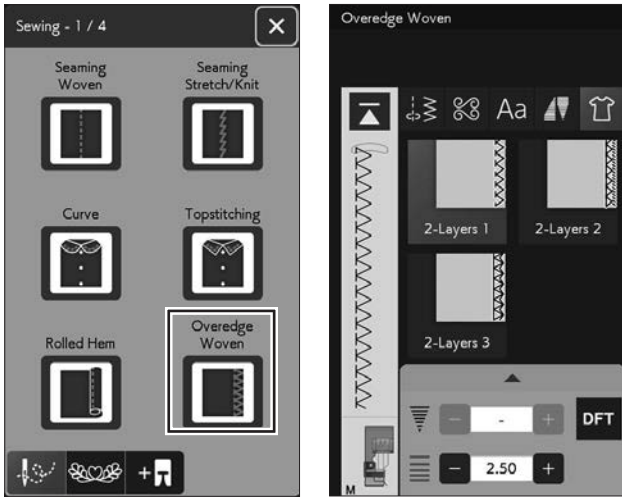 Sewing - 1 / 4
Seaming
Woven
Seaming
Stretch/Knit
Curve
Topstitching
Rolled Hem
Overedge
Woven
Overedge Woven
Aa
2-Layers 1
2-Layers 2
2-Layers 3
- - +
DFT
- 2.50 +
M